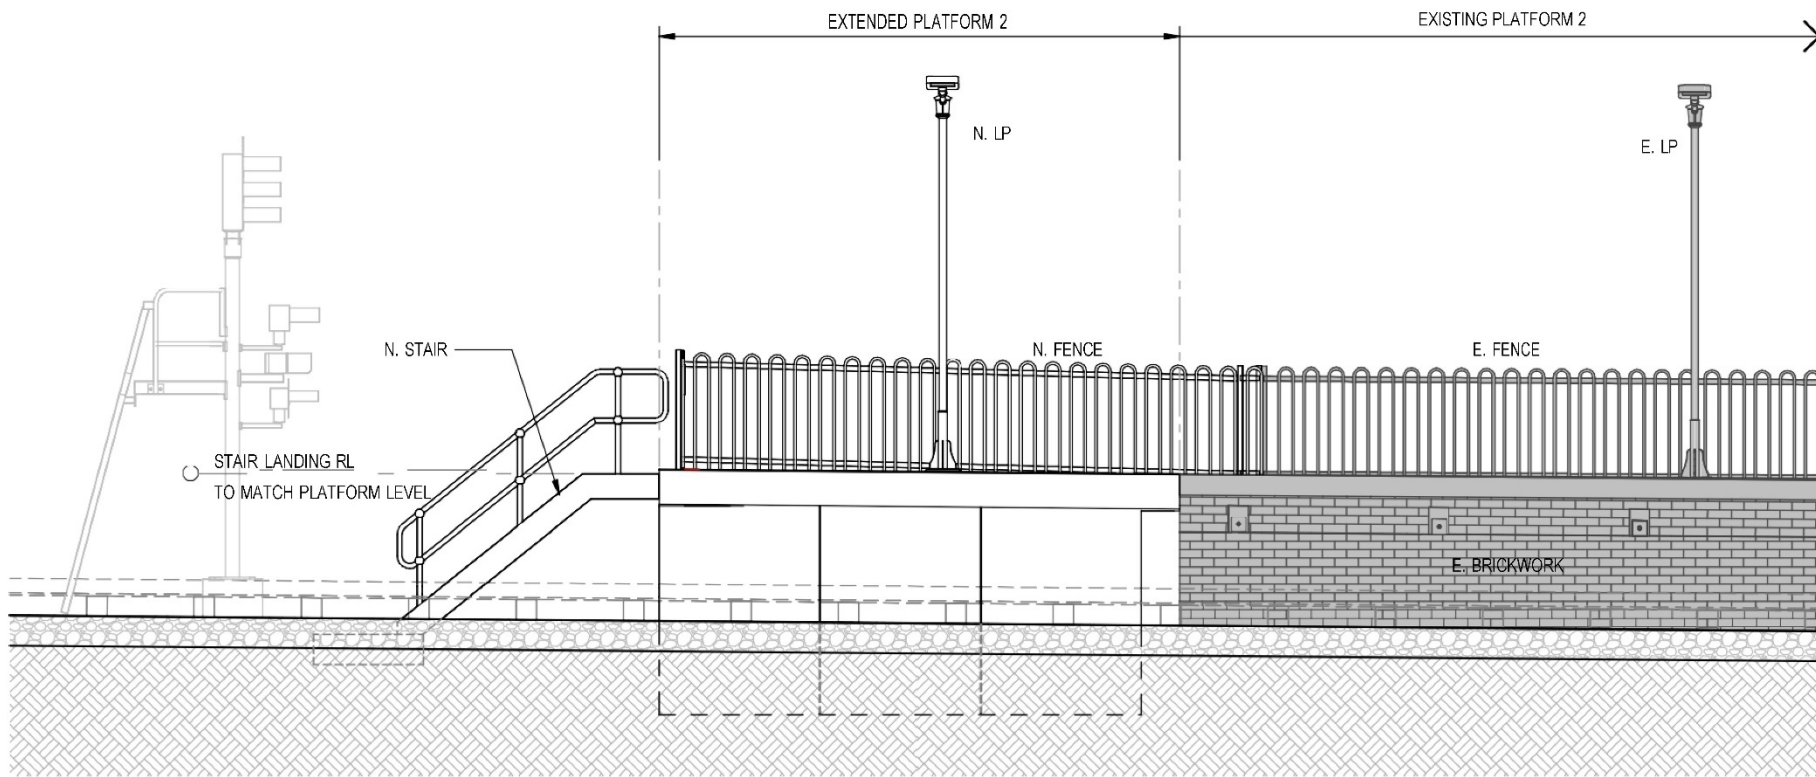 EXTENDED PLATFORM 2
EXISTING PLATFORM 2
N. LP
E. LP
N. STAIR
N. FENCE
E. FENCE
STAIR LANDING RL
TO MATCH PLATFORM LEVEL
E. BRICKWORK